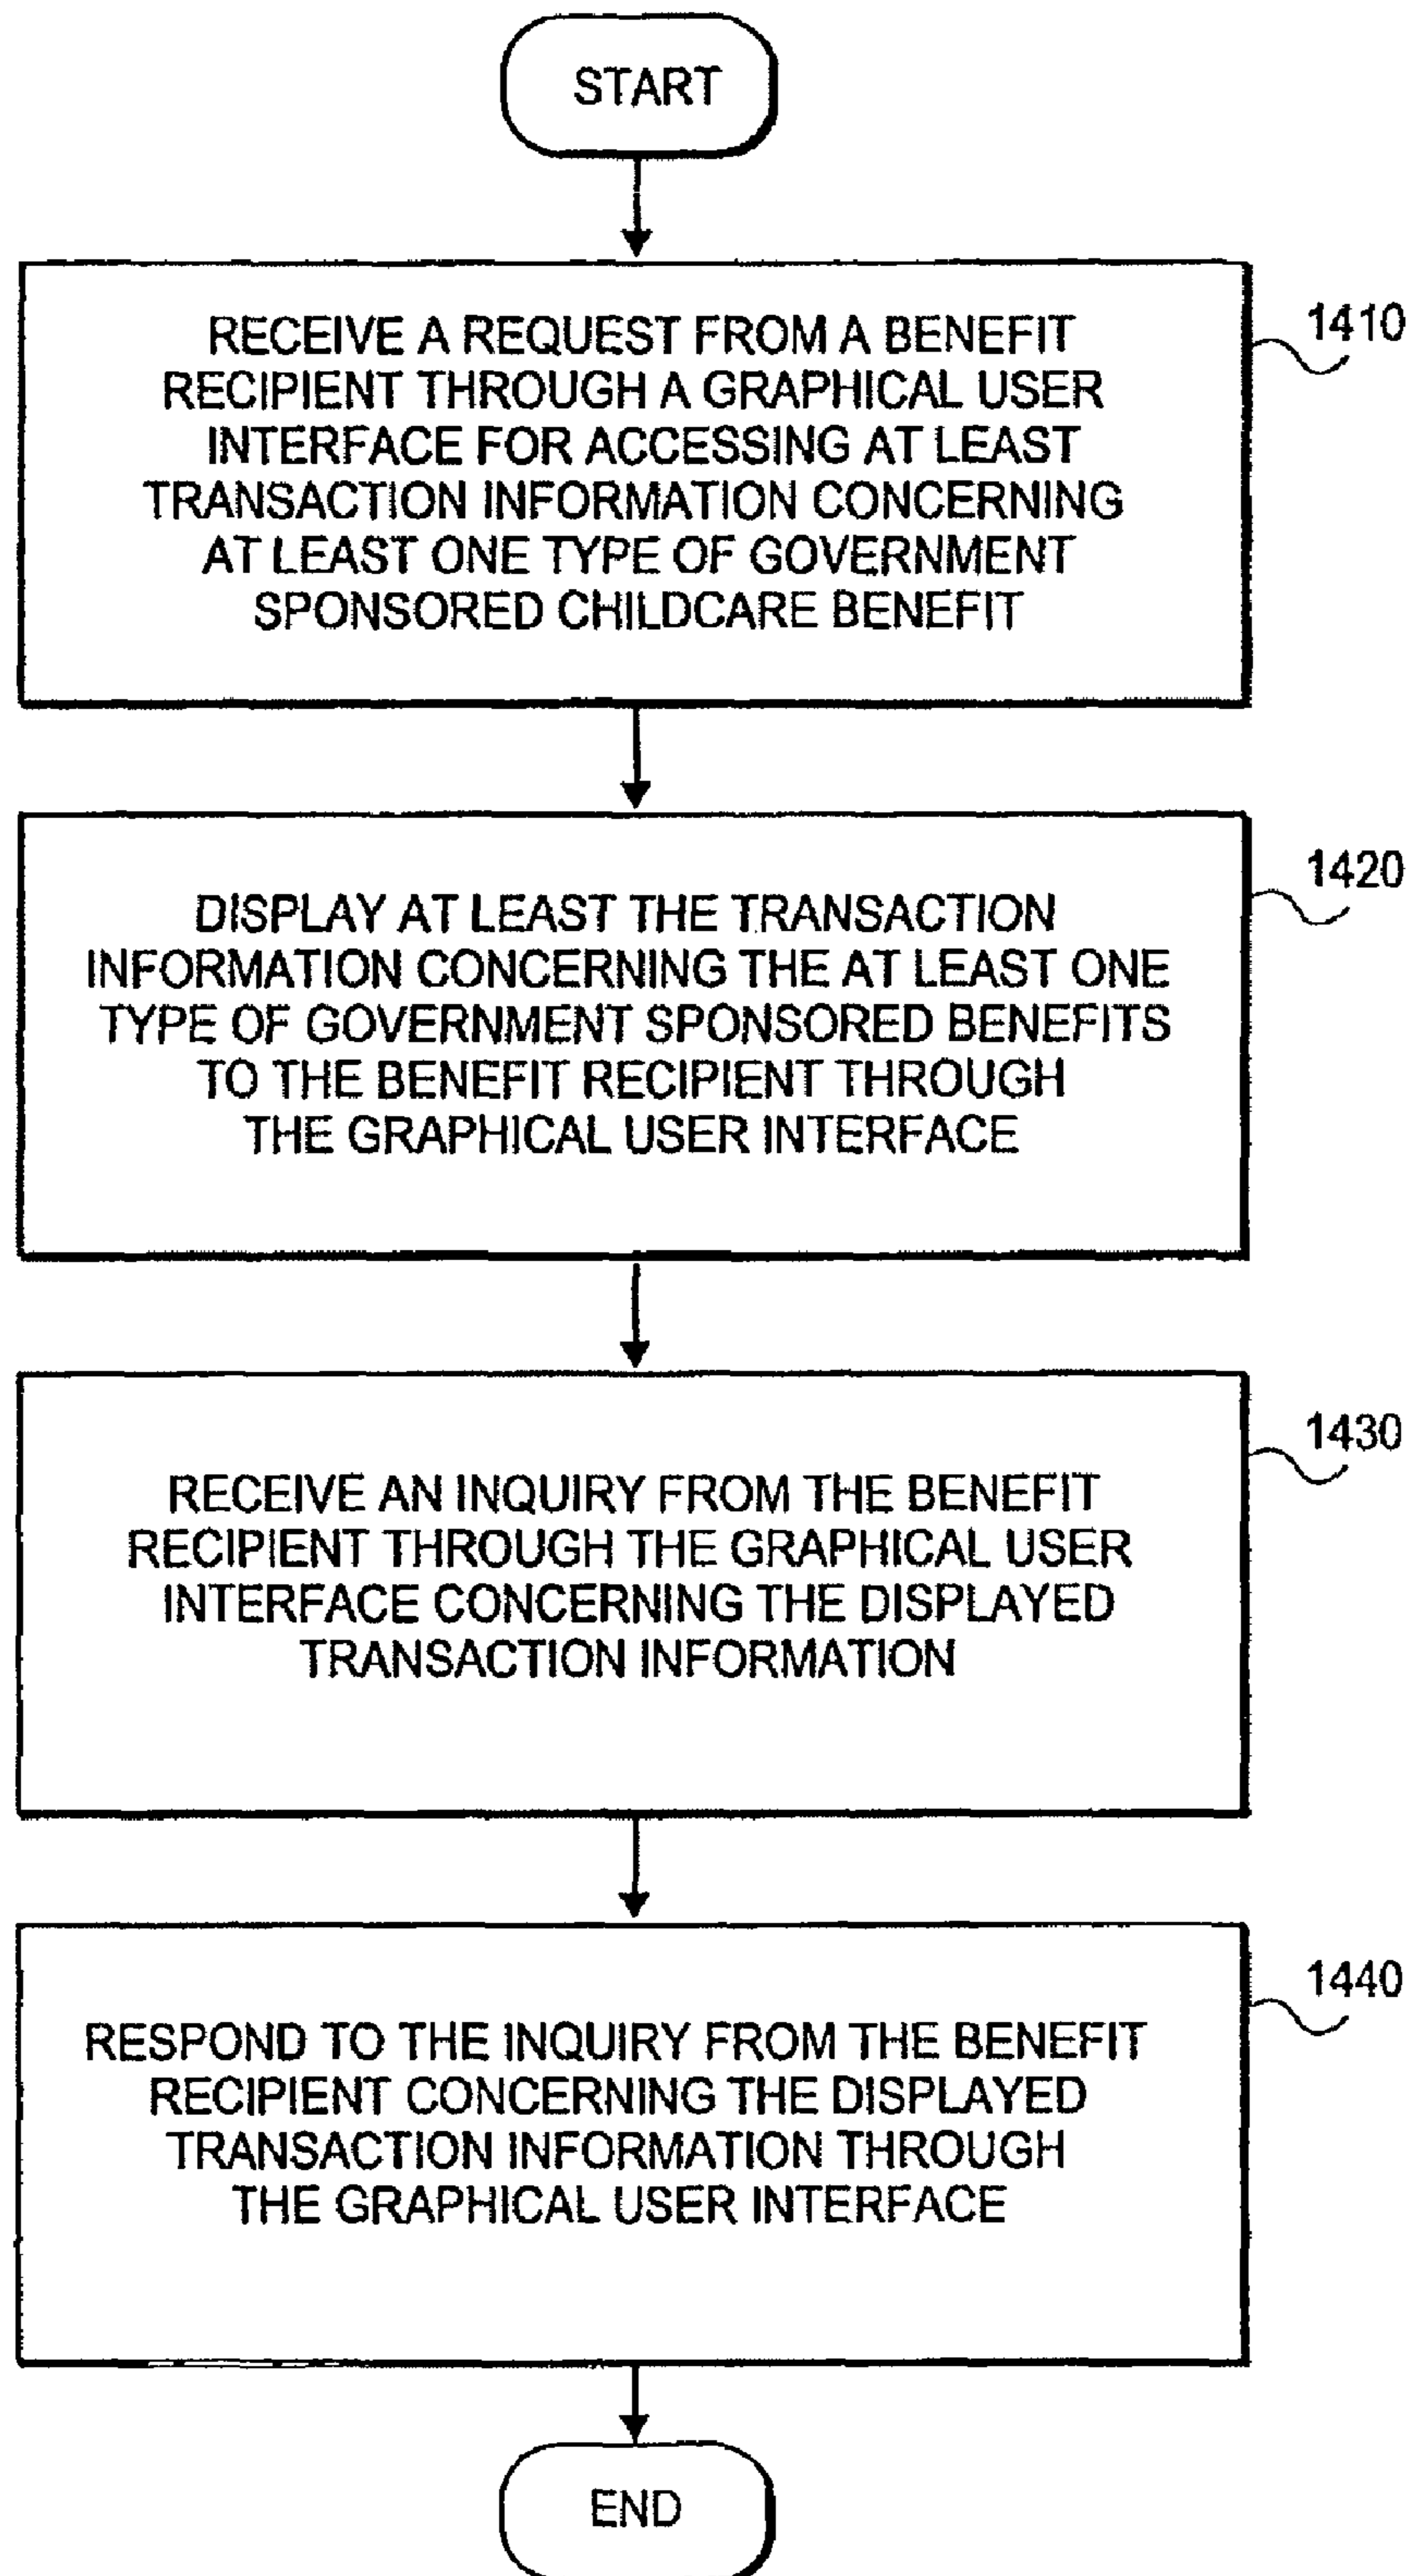 START
RECEIVE A REQUEST FROM A BENEFIT
RECIPIENT THROUGH A GRAPHICAL USER
INTERFACE FOR ACCESSING AT LEAST
TRANSACTION INFORMATION CONCERNING
AT LEAST ONE TYPE OF GOVERNMENT
SPONSORED CHILDCARE BENEFIT
1410
DISPLAY AT LEAST THE TRANSACTION
INFORMATION CONCERNING THE AT LEAST ONE
TYPE OF GOVERNMENT SPONSORED BENEFITS
TO THE BENEFIT RECIPIENT THROUGH
THE GRAPHICAL USER INTERFACE
1420
RECEIVE AN INQUIRY FROM THE BENEFIT
RECIPIENT THROUGH THE GRAPHICAL USER
INTERFACE CONCERNING THE DISPLAYED
TRANSACTION INFORMATION
1430
RESPOND TO THE INQUIRY FROM THE BENEFIT
RECIPIENT CONCERNING THE DISPLAYED
TRANSACTION INFORMATION THROUGH
THE GRAPHICAL USER INTERFACE
1440
END